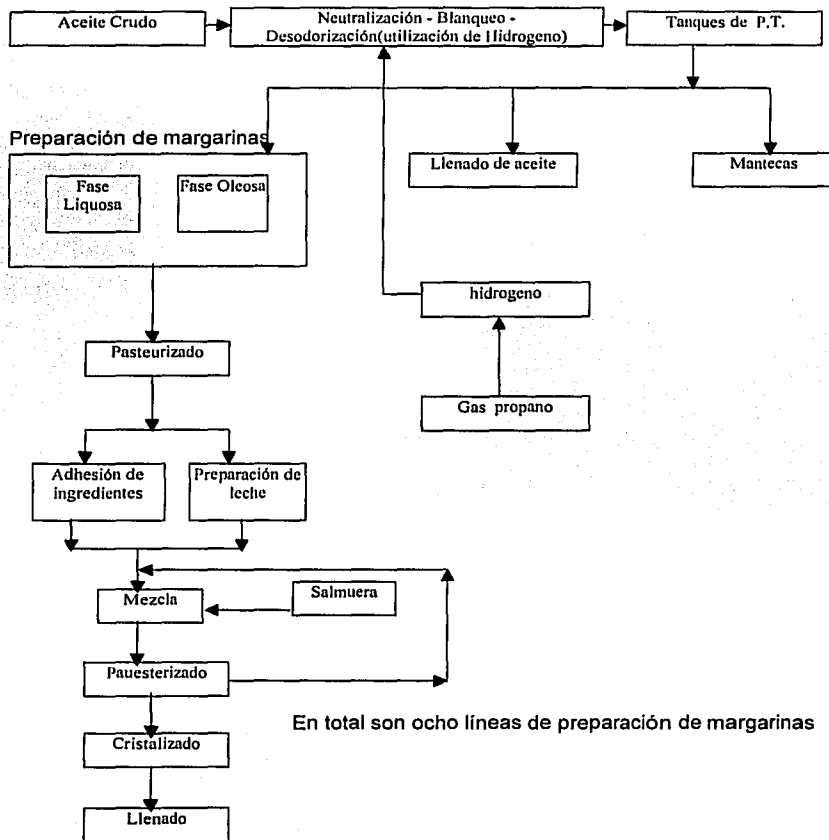 Aceite Crudo
Neutralización - Blanqueo -
Desodorización(utilización de Hidrogeno)
Tanques de P.T.
Preparación de margarinas
Fase
Liquosa
Fase Oleosa
Llenado de aceite
Mantecas
hidrogeno
Pasteurizado
Gas propano
Adhesión de
ingredientes
Preparación de
leche
Mezcla
Salmuera
Pauesterizado
En total son ocho líneas de preparación de margarinas
Cristalizado
Llenado